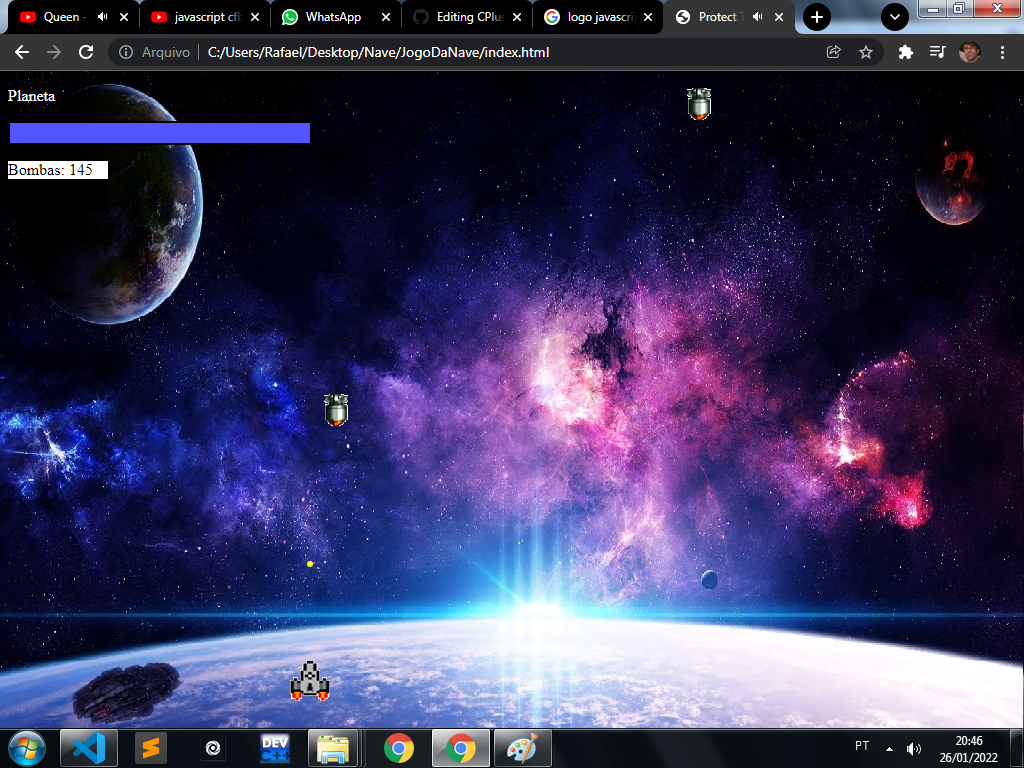 Queen -
javascript cf
WhatsApp
Editing CPlu
logo javascri
Protect T
Arquivo
C:/Users/Rafael/Desktop/Nave/JogoDaNave/index.html
Planeta
Bombas: 145
DEV
C++
PT
20:46
26/01/2022